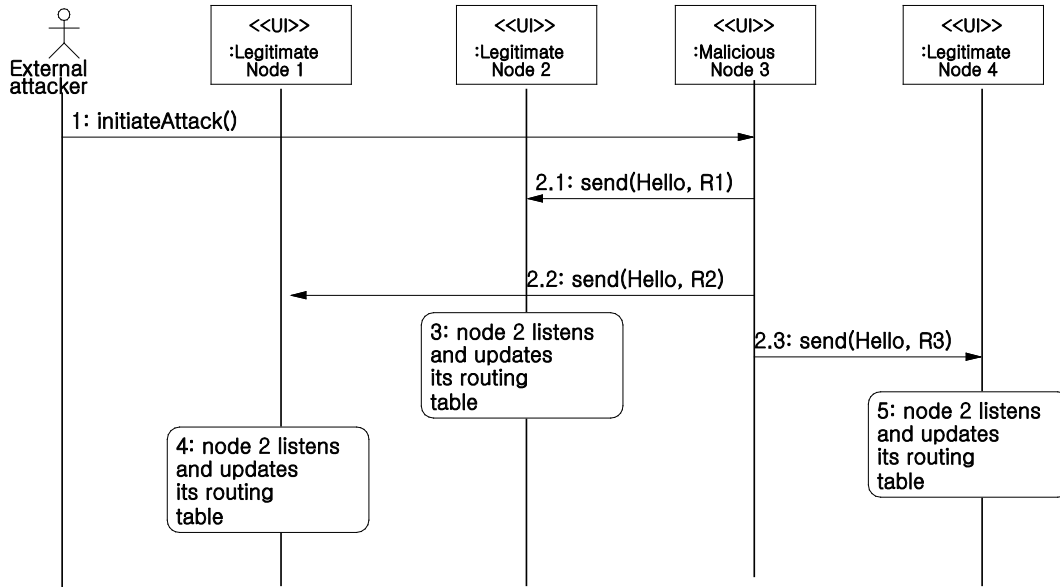 External
attacker
<<UI>>
:Legitimate
Node 1
<<UI>>
:Legitimate
Node 2
<<UI>>
:Malicious
Node 3
<<UI>>
:Legitimate
Node 4
1: initiateAttack()
2.1: send(Hello, R1)
2.2: send(Hello, R2)
3: node 2 listens
and updates
its routing
table
2.3: send(Hello, R3)
4: node 2 listens
and updates
its routing
table
5: node 2 listens
and updates
its routing
table